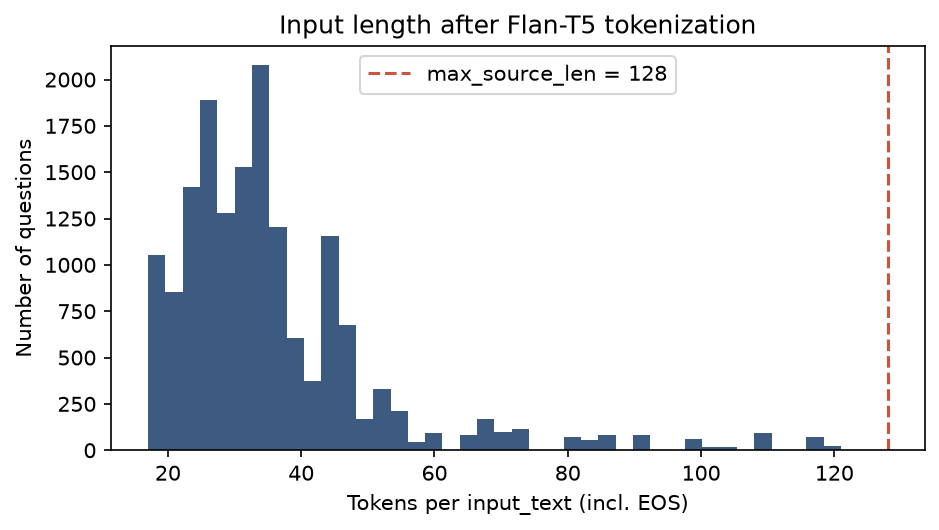 Input length after Flan-T5 tokenization
max_source_len = 128
Number of questions
2000
1750
1500
1250
1000
750
500
250
0
20 40 60 80 100 120
Tokens per input_text (incl. EOS)